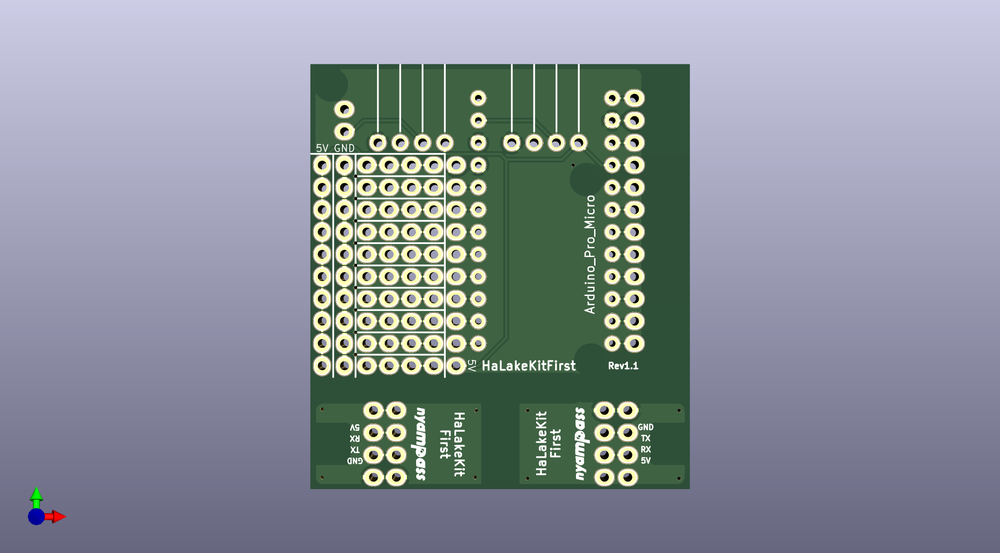 5V GND
Arduino_Pro_Micro
5V
HaLakeKitFirst
Rev1.1
5V
RX
TX
GND
nyampass
HaLakeKit
First
HaLakeKit
First
nyampass
GND
TX
RX
5V